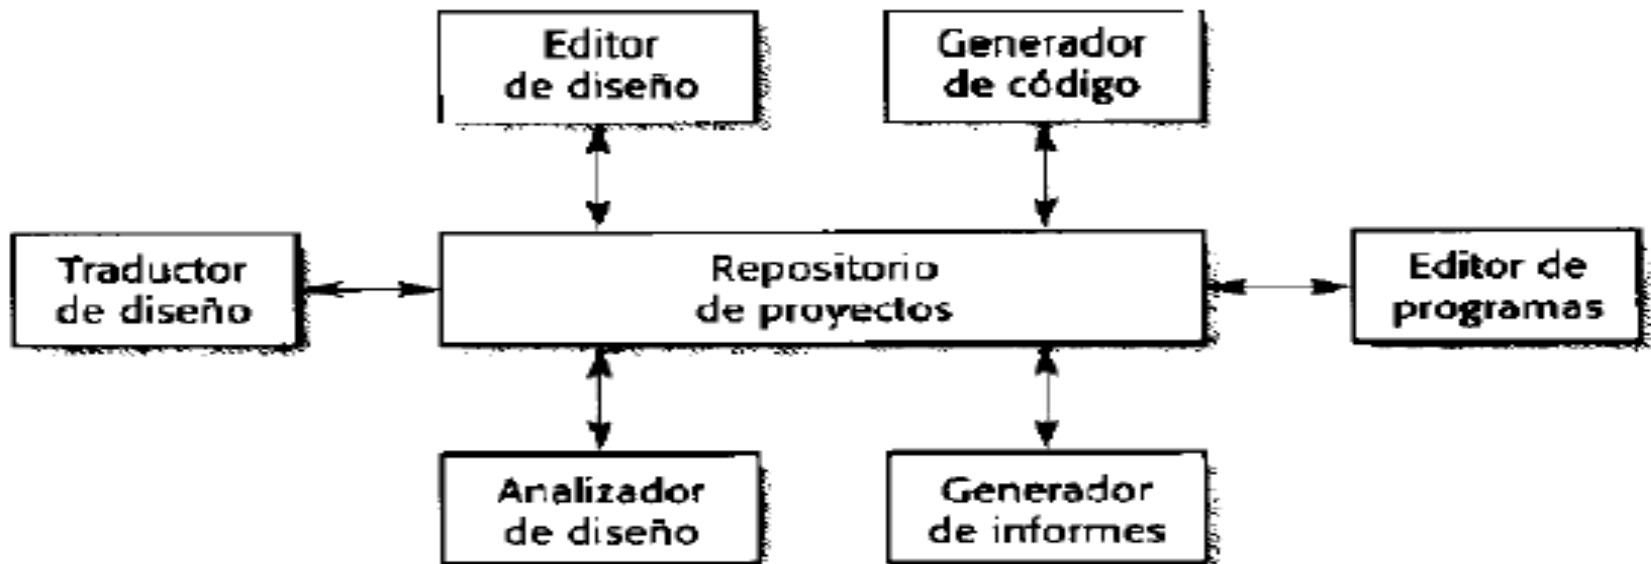 Editor
de diseño
Generador
de código
Traductor
de diseño
Repositorio
de proyectos
Editor de
programas
Analizador
de diseño
Generador
de informes